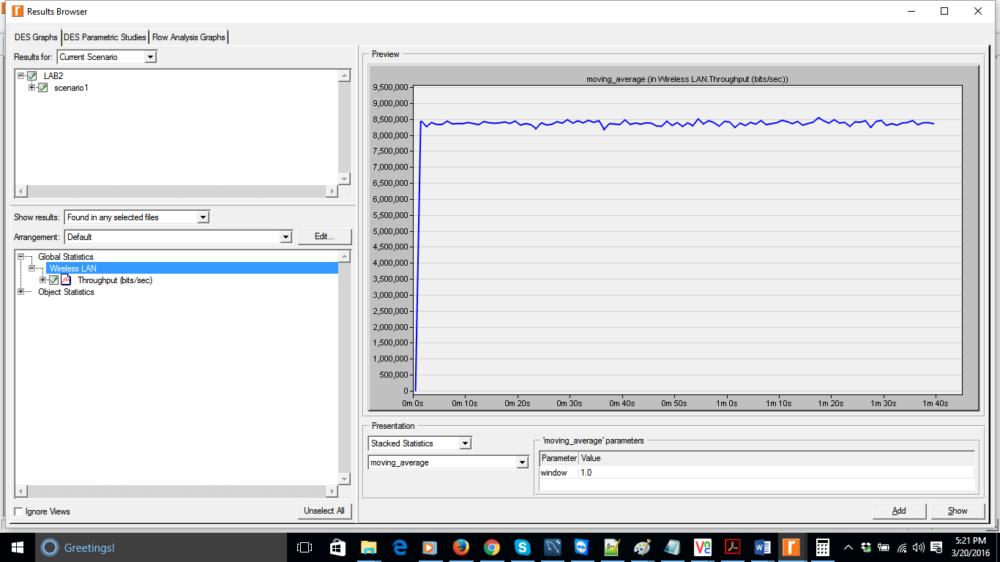 Results Browser
DES Graphs DES Parametric Studies Flow Analysis Graphs
Results for: Current Scenario
LAB2
scenario1
Show results: Found in any selected files
Arrangement: Default Edit...
Global Statistics
Wireless LAN
Throughput (bits/sec)
Object Statistics
Ignore Views Unselect All
Preview
moving_average (in Wireless LAN.Throughput (bits/sec))
9,500,000
9,000,000
8,500,000
8,000,000
7,500,000
7,000,000
6,500,000
6,000,000
5,500,000
5,000,000
4,500,000
4,000,000
3,500,000
3,000,000
2,500,000
2,000,000
1,500,000
1,000,000
500,000
0
0m 0s 0m 10s 0m 20s 0m 30s 0m 40s 0m 50s 1m 0s 1m 10s 1m 20s 1m 30s 1m 40s
Presentation
Stacked Statistics
moving_average
'moving_average' parameters
Parameter Value
window 1.0
Add Show
Greetings!
5:21 PM
3/20/2016